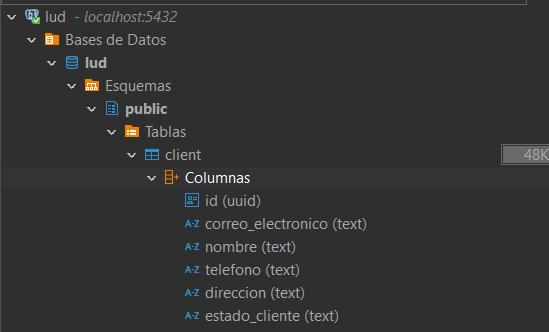 lud - localhost:5432
Bases de Datos
lud
Esquemas
public
Tablas
client 48K
Columnas
id (uuid)
A-Z correo_electronico (text)
A-Z nombre (text)
A-Z telefono (text)
A-Z direccion (text)
A-Z estado_cliente (text)